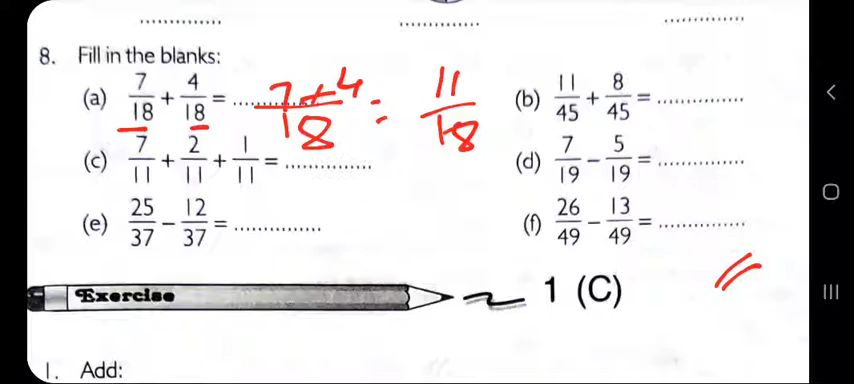 8. Fill in the blanks:
(a) 7/18 + 4/18 = ............ 7+4/18 = 11/18 (b) 11/45 + 8/45 = ................
(c) 7/11 + 2/11 + 1/11 = ................ (d) 7/19 − 5/19 = ................
(e) 25/37 − 12/37 = ................ (f) 26/49 − 13/49 = ................
Exercise 1 (C)
1. Add: